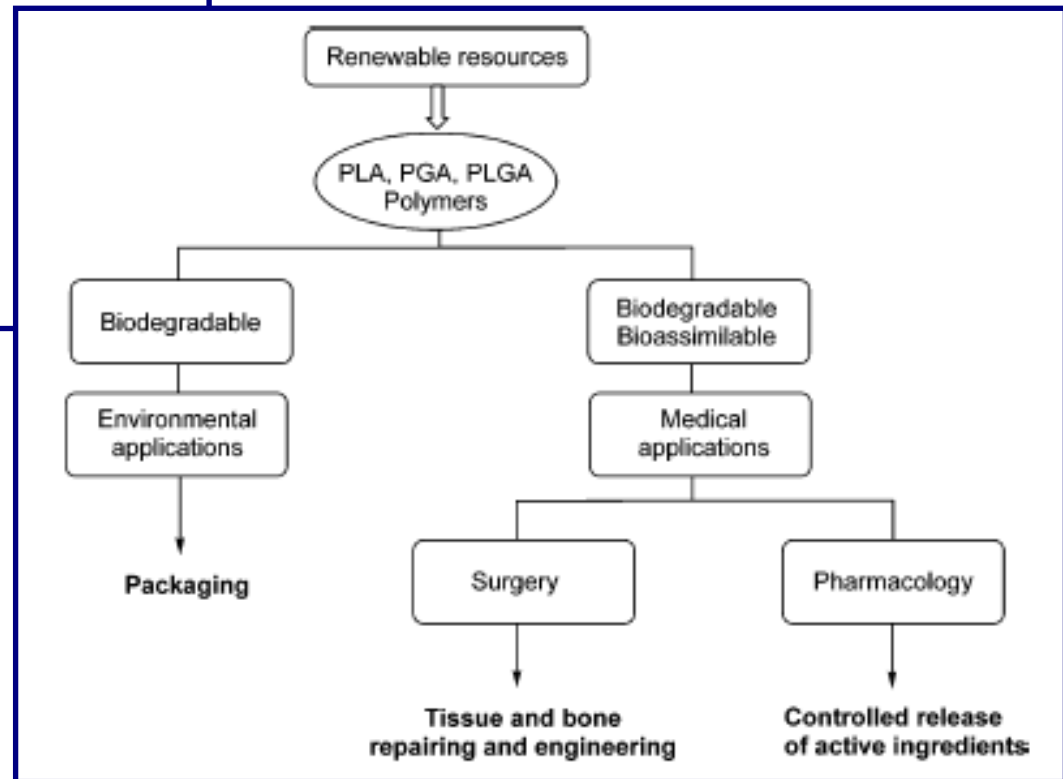 Renewable resources
PLA, PGA, PLGA
Polymers
Biodegradable
Biodegradable
Bioassimilable
Environmental
applications
Medical
applications
Packaging
Surgery
Pharmacology
Tissue and bone
repairing and engineering
Controlled release
of active ingredients